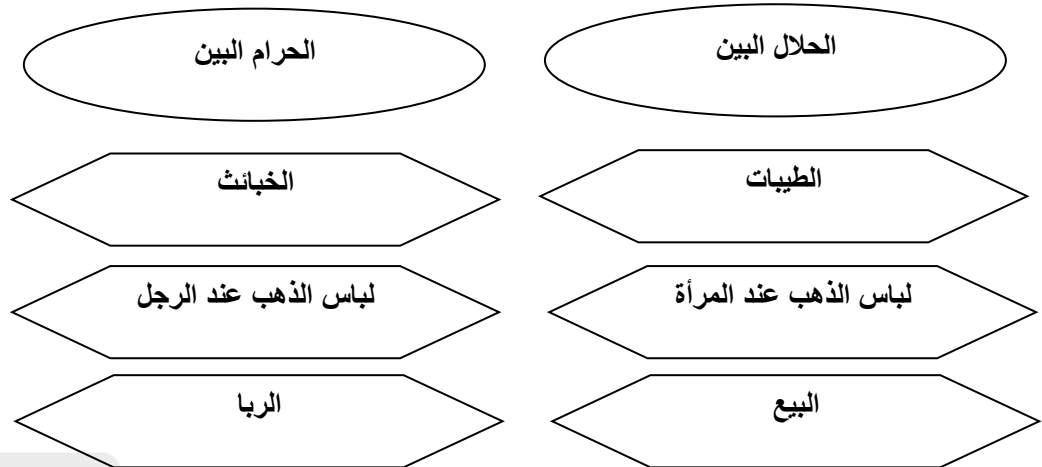 الحلال البين
الحرام البين
الطيبات
الخبائث
لباس الذهب عند المرأة
لباس الذهب عند الرجل
البيع
الربا